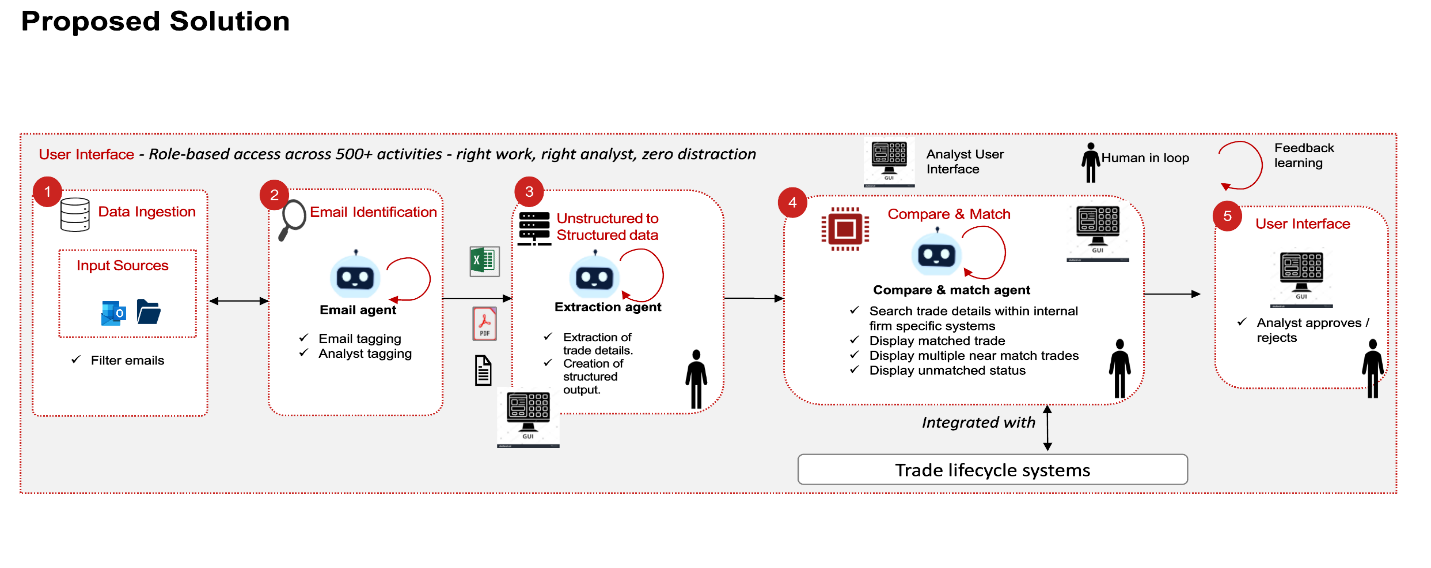 Proposed Solution
User Interface - Role-based access across 500+ activities - right work, right analyst, zero distraction
GUI
Analyst User
Interface
Human in loop
Feedback
learning
1
Data Ingestion
Input Sources
O
✓ Filter emails
2
Email Identification
Email agent
✓ Email tagging
✓ Analyst tagging
X
PDF
GUI
3
Unstructured to
Structured data
Extraction agent
✓ Extraction of
trade details.
✓ Creation of
structured
output.
4
Compare & Match
GUI
Compare & match agent
✓ Search trade details within internal
firm specific systems
✓ Display matched trade
✓ Display multiple near match trades
✓ Display unmatched status
Integrated with
Trade lifecycle systems
5
User Interface
GUI
✓ Analyst approves /
rejects